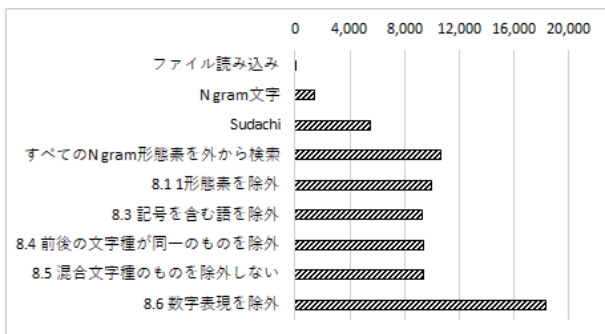 0 4,000 8,000 12,000 16,000 20,000
ファイル読み込み
Ngram文字
Sudachi
すべてのNgram形態素を外から検索
8.1 1形態素を除外
8.3 記号を含む語を除外
8.4 前後の文字種が同一のものを除外
8.5 混合文字種のものを除外しない
8.6 数字表現を除外